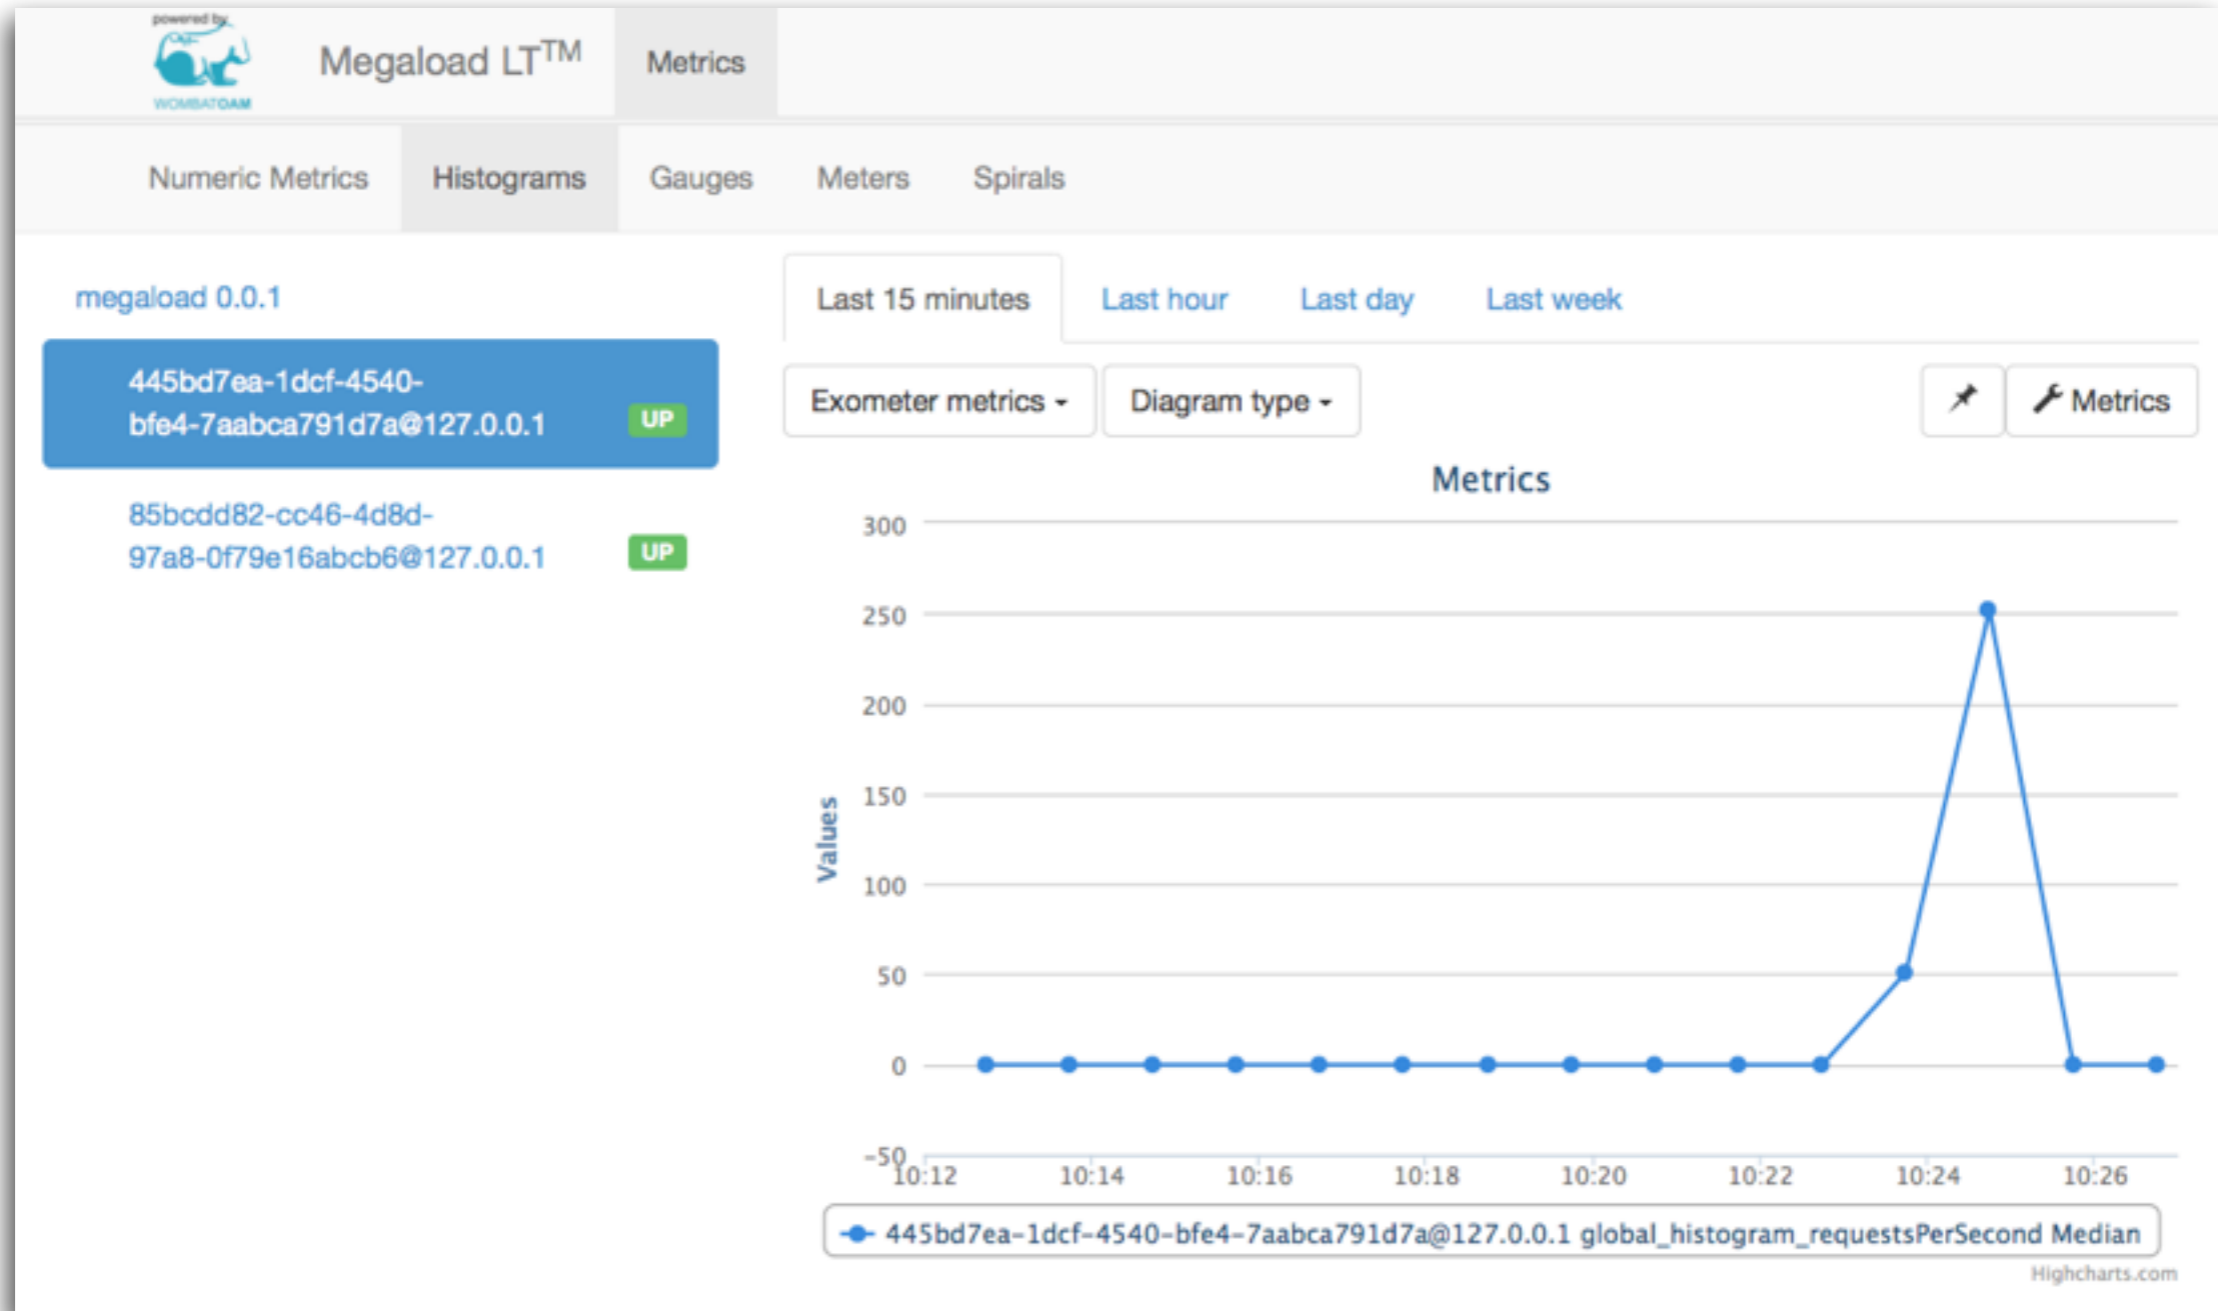 powered by
WOMBATOAM
Megaload LT™
Metrics
Numeric Metrics
Histograms
Gauges
Meters
Spirals
megaload 0.0.1
445bd7ea-1dcf-4540-
bfe4-7aabca791d7a@127.0.0.1
UP
85bcdd82-cc46-4d8d-
97a8-0f79e16abcb6@127.0.0.1
UP
Last 15 minutes
Last hour
Last day
Last week
Exometer metrics
Diagram type
Metrics
Metrics
Values
300
250
200
150
100
50
0
-50
10:12
10:14
10:16
10:18
10:20
10:22
10:24
10:26
445bd7ea-1dcf-4540-bfe4-7aabca791d7a@127.0.0.1 global_histogram_requestsPerSecond Median
Highcharts.com